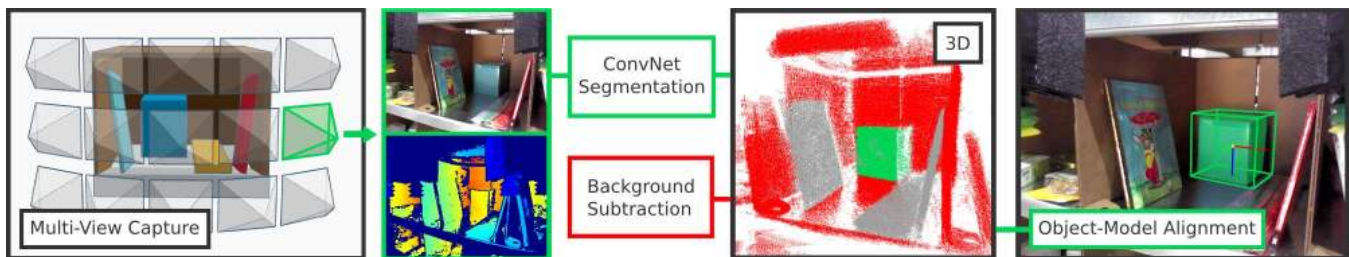 Multi-View Capture
ConvNet
Segmentation
Background
Subtraction
3D
Object-Model Alignment